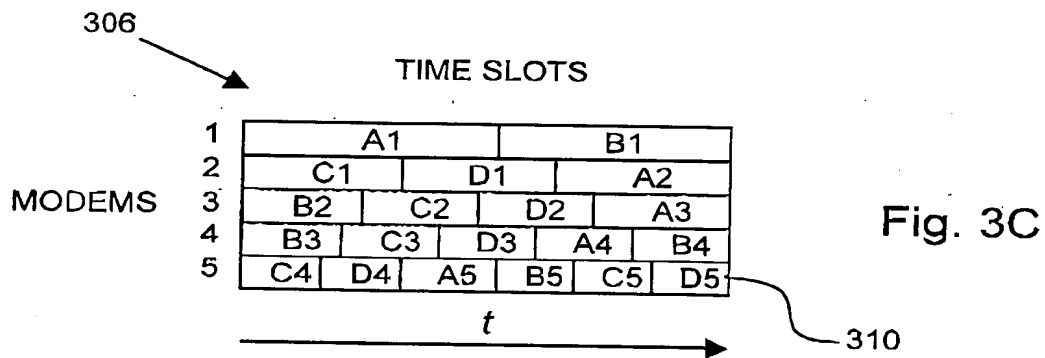 306
TIME SLOTS
1 A1 B1
2 C1 D1 A2
MODEMS 3 B2 C2 D2 A3
4 B3 C3 D3 A4 B4
5 C4 D4 A5 B5 C5 D5
Fig. 3C
t
310